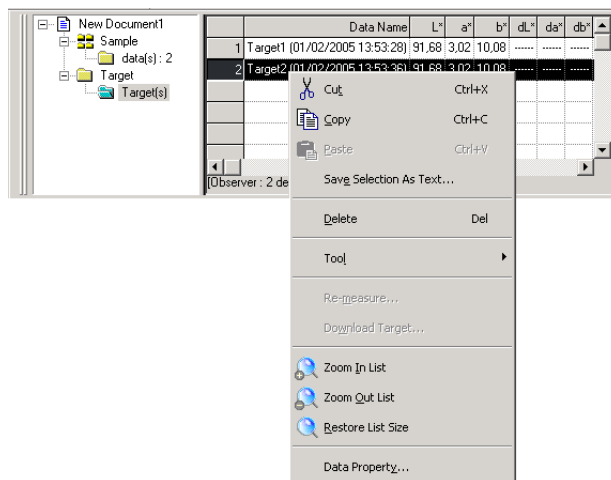 New Document1
Sample
data(s) : 2
Target
Target(s)
Data Name L* a* b* dL* da* db*
1 Target1 (01/02/2005 13:53:28) 91,68 3,02 10,08 ----- ----- -----
2 Target2 (01/02/2005 13:53:36) 91,68 3,02 10,08 ----- ----- -----
[Observer : 2 de
Cut Ctrl+X
Copy Ctrl+C
Paste Ctrl+V
Save Selection As Text...
Delete Del
Tool
Re-measure...
Download Target...
Zoom In List
Zoom Out List
Restore List Size
Data Property...